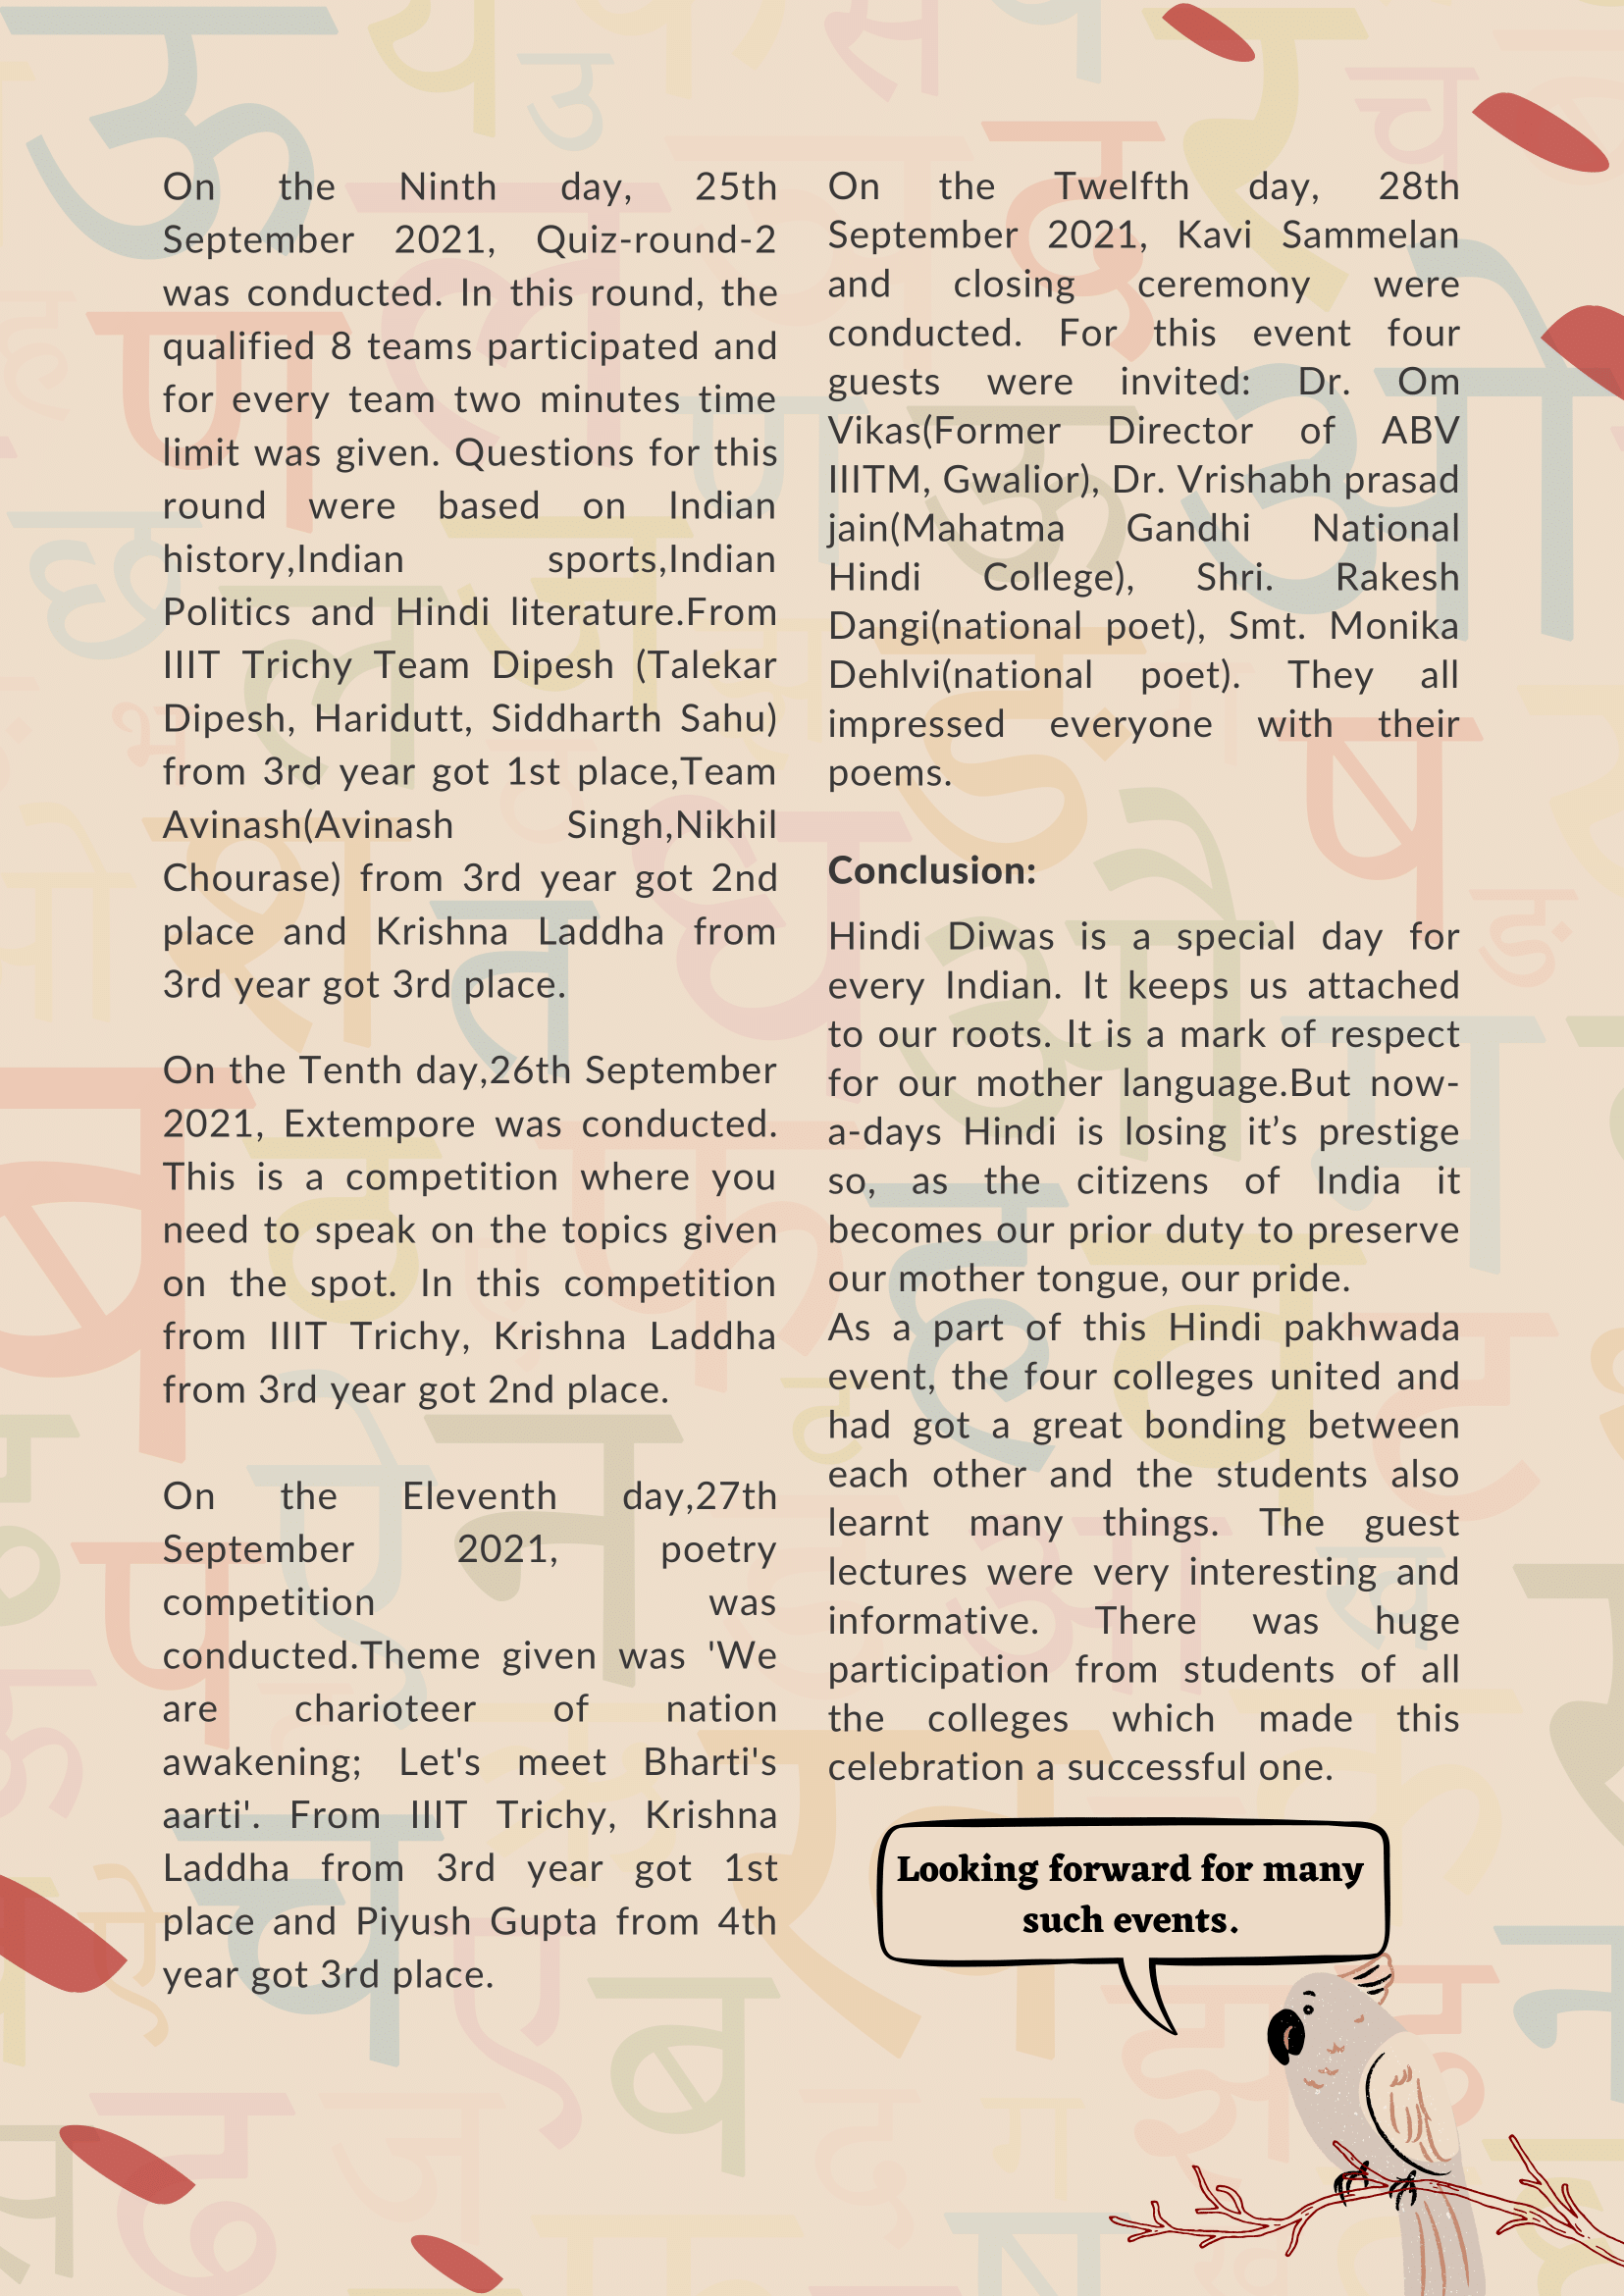 On the Ninth day, 25th
September 2021, Quiz-round-2
was conducted. In this round, the
qualified 8 teams participated and
for every team two minutes time
limit was given. Questions for this
round were based on Indian
history,Indian sports,Indian
Politics and Hindi literature.From
IIIT Trichy Team Dipesh (Talekar
Dipesh, Haridutt, Siddharth Sahu)
from 3rd year got 1st place,Team
Avinash(Avinash Singh,Nikhil
Chourase) from 3rd year got 2nd
place and Krishna Laddha from
3rd year got 3rd place.
On the Tenth day,26th September
2021, Extempore was conducted.
This is a competition where you
need to speak on the topics given
on the spot. In this competition
from IIIT Trichy, Krishna Laddha
from 3rd year got 2nd place.
On the Eleventh day,27th
September 2021, poetry
competition was
conducted.Theme given was 'We
are charioteer of nation
awakening; Let's meet Bharti's
aarti'. From IIIT Trichy, Krishna
Laddha from 3rd year got 1st
place and Piyush Gupta from 4th
year got 3rd place.
On the Twelfth day, 28th
September 2021, Kavi Sammelan
and closing ceremony were
conducted. For this event four
guests were invited: Dr. Om
Vikas(Former Director of ABV
IIITM, Gwalior), Dr. Vrishabh prasad
jain(Mahatma Gandhi National
Hindi College), Shri. Rakesh
Dangi(national poet), Smt. Monika
Dehlvi(national poet). They all
impressed everyone with their
poems.
Conclusion:
Hindi Diwas is a special day for
every Indian. It keeps us attached
to our roots. It is a mark of respect
for our mother language.But now-
a-days Hindi is losing it’s prestige
so, as the citizens of India it
becomes our prior duty to preserve
our mother tongue, our pride.
As a part of this Hindi pakhwada
event, the four colleges united and
had got a great bonding between
each other and the students also
learnt many things. The guest
lectures were very interesting and
informative. There was huge
participation from students of all
the colleges which made this
celebration a successful one.
Looking forward for many
such events.